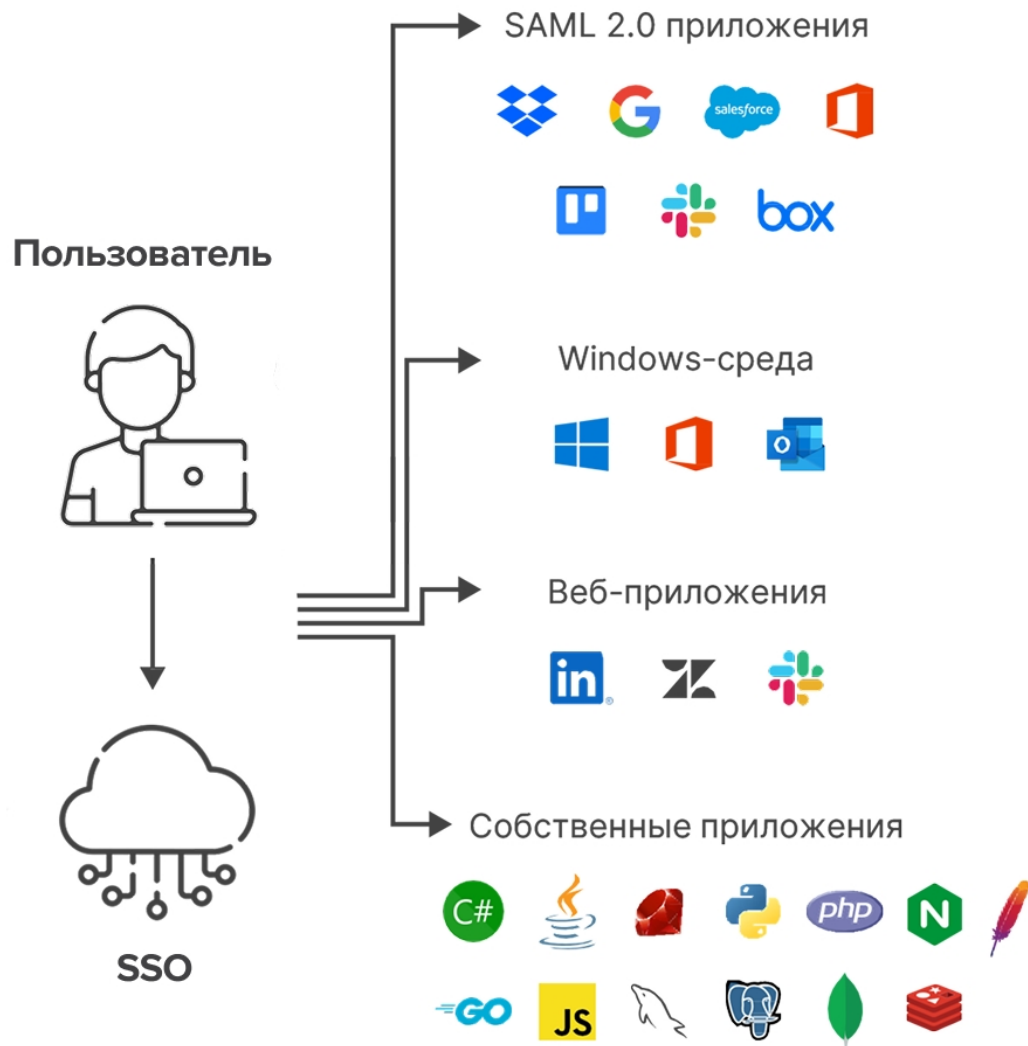 SAML 2.0 приложения
salesforce
box
Пользователь
Windows-среда
Веб-приложения
in
SSO
Собственные приложения
C#
php
N
GO
JS